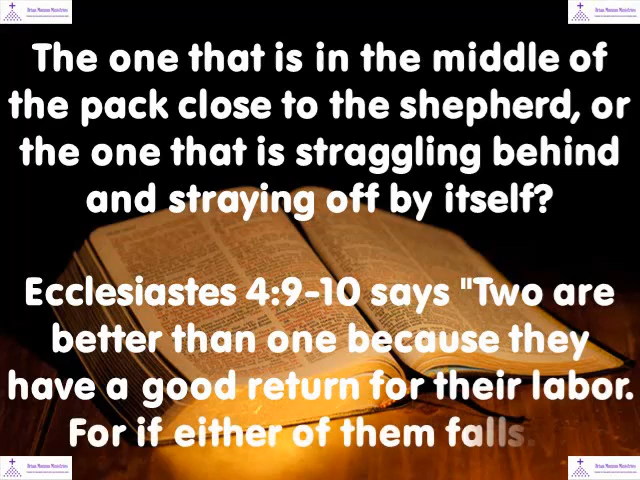 The one that is in the middle of
the pack close to the shepherd, or
the one that is straggling behind
and straying off by itself?
Ecclesiastes 4:9-10 says "Two are
better than one because they
have a good return for their labor.
For if either of them falls.